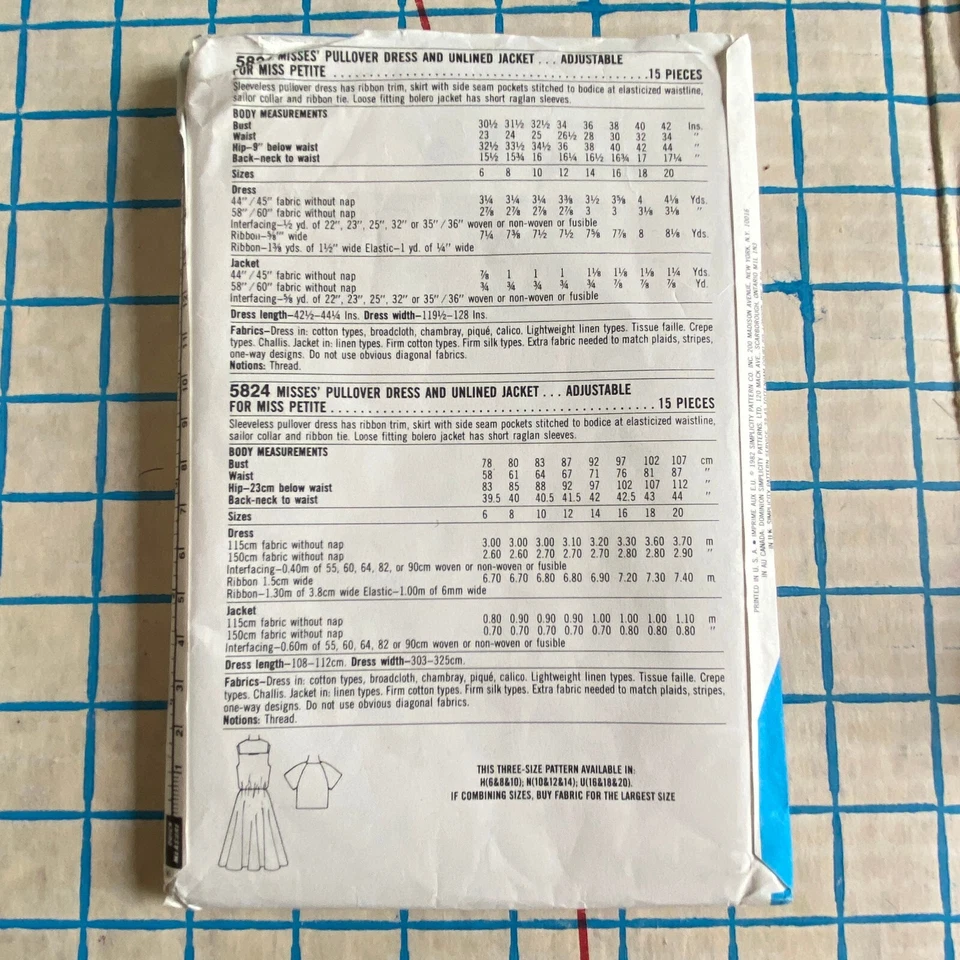 5824 MISSES' PULLOVER DRESS AND UNLINED JACKET... ADJUSTABLE
FOR MISS PETITE ........................................15 PIECES
Sleeveless pullover dress has ribbon trim, skirt with side seam pockets stitched to bodice at elasticized waistline,
sailor collar and ribbon tie. Loose fitting bolero jacket has short raglan sleeves.
BODY MEASUREMENTS
Bust 30½ 31½ 32½ 34 36 38 40 42 Ins.
Waist 23 24 25 26½ 28 30 32 34 "
Hip-9" below waist 32½ 33½ 34½ 36 38 40 42 44 "
Back-neck to waist 15½ 15¾ 16 16¼ 16½ 16¾ 17 17¼ "
Sizes 6 8 10 12 14 16 18 20
Dress
44"/45" fabric without nap 3¼ 3¼ 3¼ 3⅜ 3½ 3⅝ 4 4⅛ Yds.
58"/60" fabric without nap 2⅞ 2⅞ 2⅞ 2⅞ 3 3 3⅛ 3⅛ "
Interfacing-½ yd. of 22", 23", 25", 32" or 35"/36" woven or non-woven or fusible
Ribbon-⅝" wide 7¼ 7⅜ 7½ 7½ 7⅝ 7⅞ 8 8⅛ Yds.
Ribbon-1⅜ yds. of 1½" wide Elastic-1 yd. of ¼" wide
Jacket
44"/45" fabric without nap ⅞ 1 1 1 1⅛ 1⅛ 1⅛ 1¼ Yds.
58"/60" fabric without nap ¾ ¾ ¾ ¾ ¾ ⅞ ⅞ ⅞ Yd.
Interfacing-⅝ yd. of 22", 23", 25", 32" or 35"/36" woven or non-woven or fusible
Dress length-42½-44¼ Ins. Dress width-119½-128 Ins.
Fabrics-Dress in: cotton types, broadcloth, chambray, piqué, calico. Lightweight linen types. Tissue faille. Crepe
types. Challis. Jacket in: linen types. Firm cotton types. Firm silk types. Extra fabric needed to match plaids, stripes,
one-way designs. Do not use obvious diagonal fabrics.
Notions: Thread.
5824 MISSES' PULLOVER DRESS AND UNLINED JACKET... ADJUSTABLE
FOR MISS PETITE ........................................ 15 PIECES
Sleeveless pullover dress has ribbon trim, skirt with side seam pockets stitched to bodice at elasticized waistline,
sailor collar and ribbon tie. Loose fitting bolero jacket has short raglan sleeves.
BODY MEASUREMENTS
Bust 78 80 83 87 92 97 102 107 cm
Waist 58 61 64 67 71 76 81 87 "
Hip-23cm below waist 83 85 88 92 97 102 107 112 "
Back-neck to waist 39.5 40 40.5 41.5 42 42.5 43 44 "
Sizes 6 8 10 12 14 16 18 20
Dress
115cm fabric without nap 3.00 3.00 3.00 3.10 3.20 3.30 3.60 3.70 m
150cm fabric without nap 2.60 2.60 2.70 2.70 2.70 2.80 2.80 2.90 "
Interfacing-0.40m of 55, 60, 64, 82, or 90cm woven or non-woven or fusible
Ribbon 1.5cm wide 6.70 6.70 6.80 6.80 6.90 7.20 7.30 7.40 m
Ribbon-1.30m of 3.8cm wide Elastic-1.00m of 6mm wide
Jacket
115cm fabric without nap 0.80 0.90 0.90 0.90 1.00 1.00 1.00 1.10 m
150cm fabric without nap 0.70 0.70 0.70 0.70 0.70 0.80 0.80 0.80 "
Interfacing-0.60m of 55, 60, 64, 82 or 90cm woven or non-woven or fusible
Dress length-108-112cm. Dress width-303-325cm.
Fabrics-Dress in: cotton types, broadcloth, chambray, piqué, calico. Lightweight linen types. Tissue faille. Crepe
types. Challis. Jacket in: linen types. Firm cotton types. Firm silk types. Extra fabric needed to match plaids, stripes,
one-way designs. Do not use obvious diagonal fabrics.
Notions: Thread.
THIS THREE-SIZE PATTERN AVAILABLE IN:
H(6&8&10); N(10&12&14); U(16&18&20).
IF COMBINING SIZES, BUY FABRIC FOR THE LARGEST SIZE
PRINTED IN U. S. A. ● IMPRIME AUX E.U. © 1982 SIMPLICITY PATTERN CO. INC. 200 MADISON AVENUE, NEW YORK, N.Y. 10016
IN AU CANADA, DOMINION SIMPLICITY PATTERNS, LTD. 120 MACK AVE., SCARBOROUGH, ONTARIO